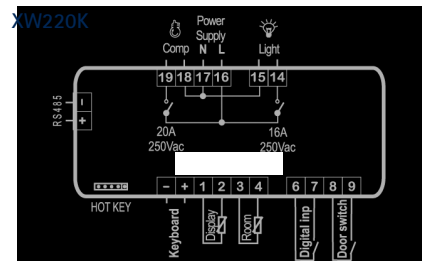 XW220K
Power
Supply
Comp N L Light
19 18 17 16 15 14
RS485
-
+
20A
250Vac
16A
250Vac
HOT KEY
- + 1 2 3 4 6 7 8 9
Keyboard
Display
Room
Digital inp
Door switch